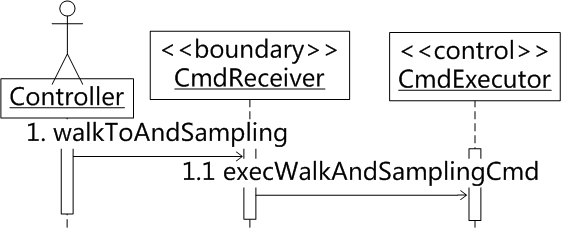 <<boundary>>
CmdReceiver
<<control>>
CmdExecutor
Controller
1. walkToAndSampling
1.1 execWalkAndSamplingCmd